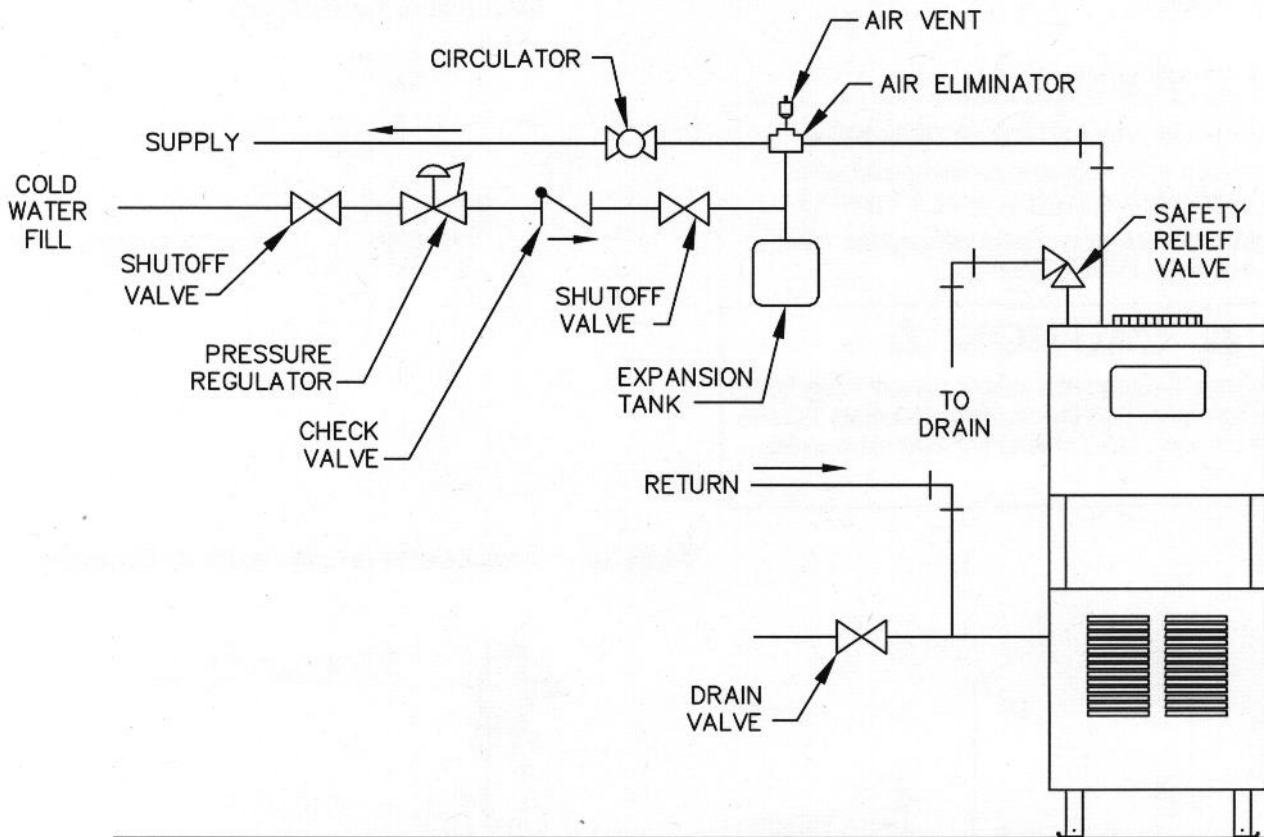 AIR VENT
CIRCULATOR
AIR ELIMINATOR
SUPPLY
COLD
WATER
FILL
SHUTOFF
VALVE
PRESSURE
REGULATOR
CHECK
VALVE
SHUTOFF
VALVE
EXPANSION
TANK
SAFETY
RELIEF
VALVE
TO
DRAIN
RETURN
DRAIN
VALVE